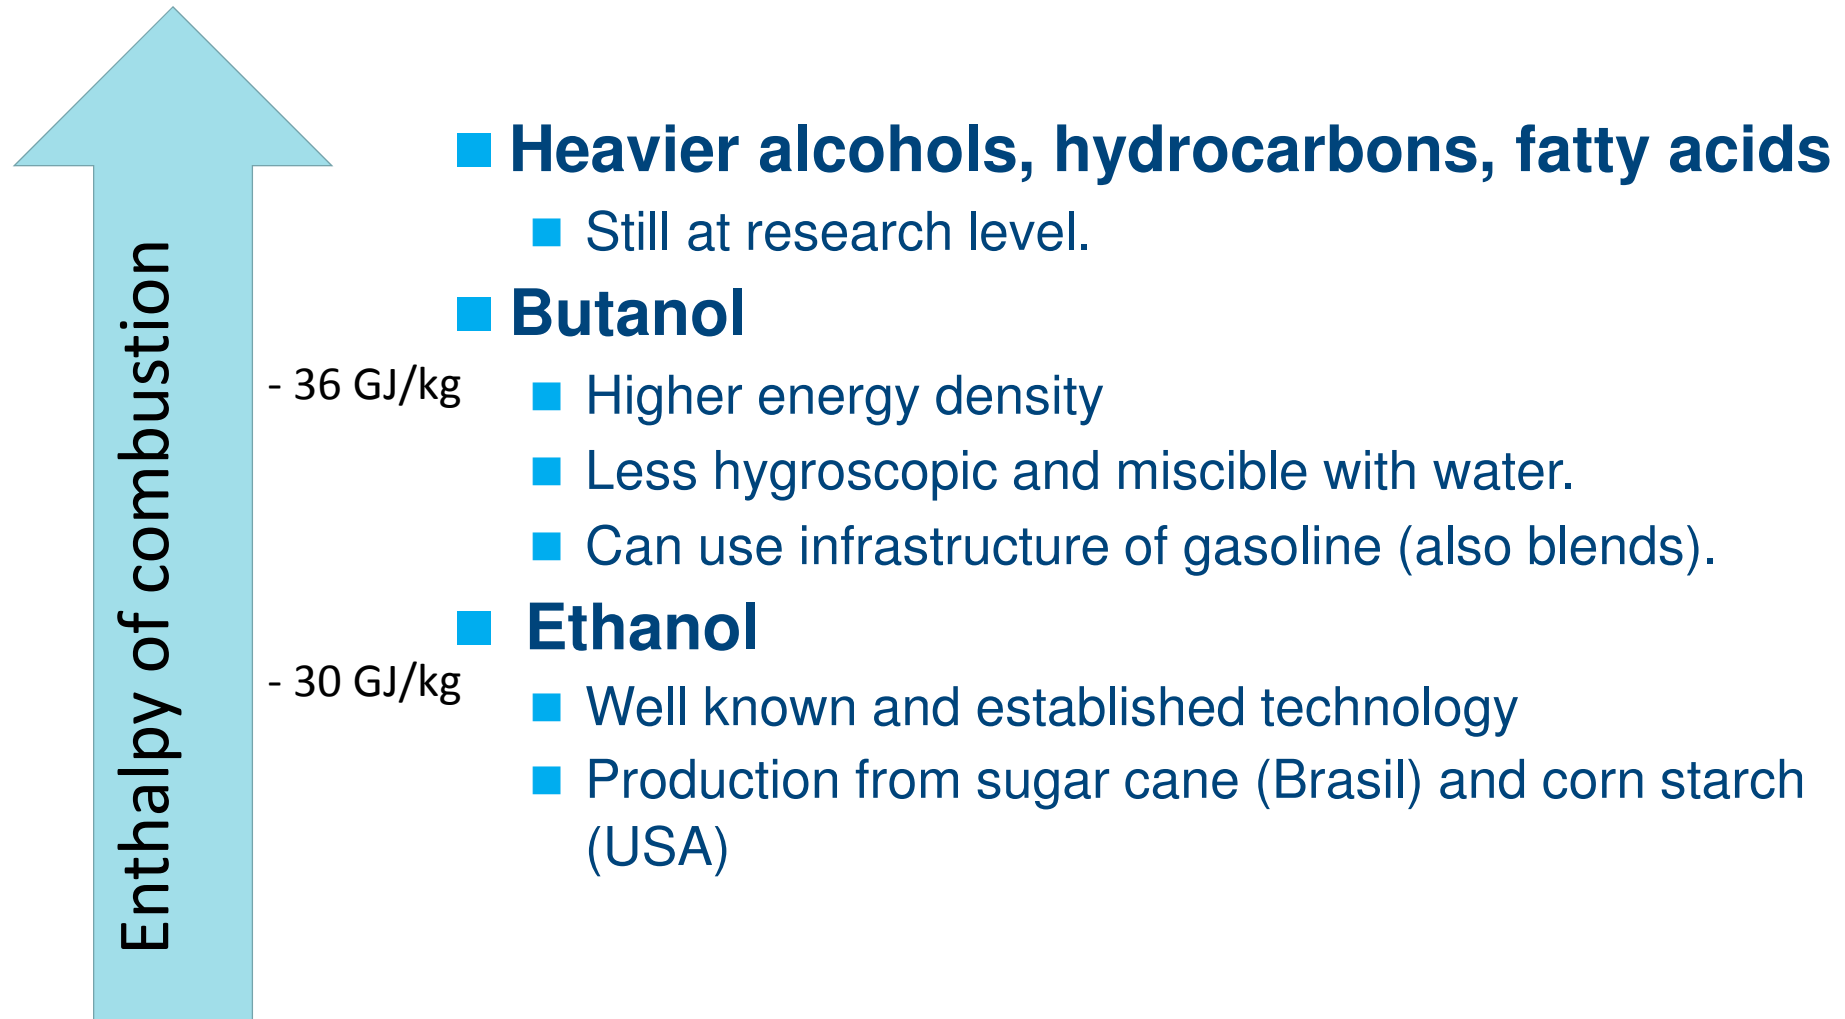 Enthalpy of combustion
Heavier alcohols, hydrocarbons, fatty acids
Still at research level.
Butanol
- 36 GJ/kg
Higher energy density
Less hygroscopic and miscible with water.
Can use infrastructure of gasoline (also blends).
Ethanol
- 30 GJ/kg
Well known and established technology
Production from sugar cane (Brasil) and corn starch
(USA)